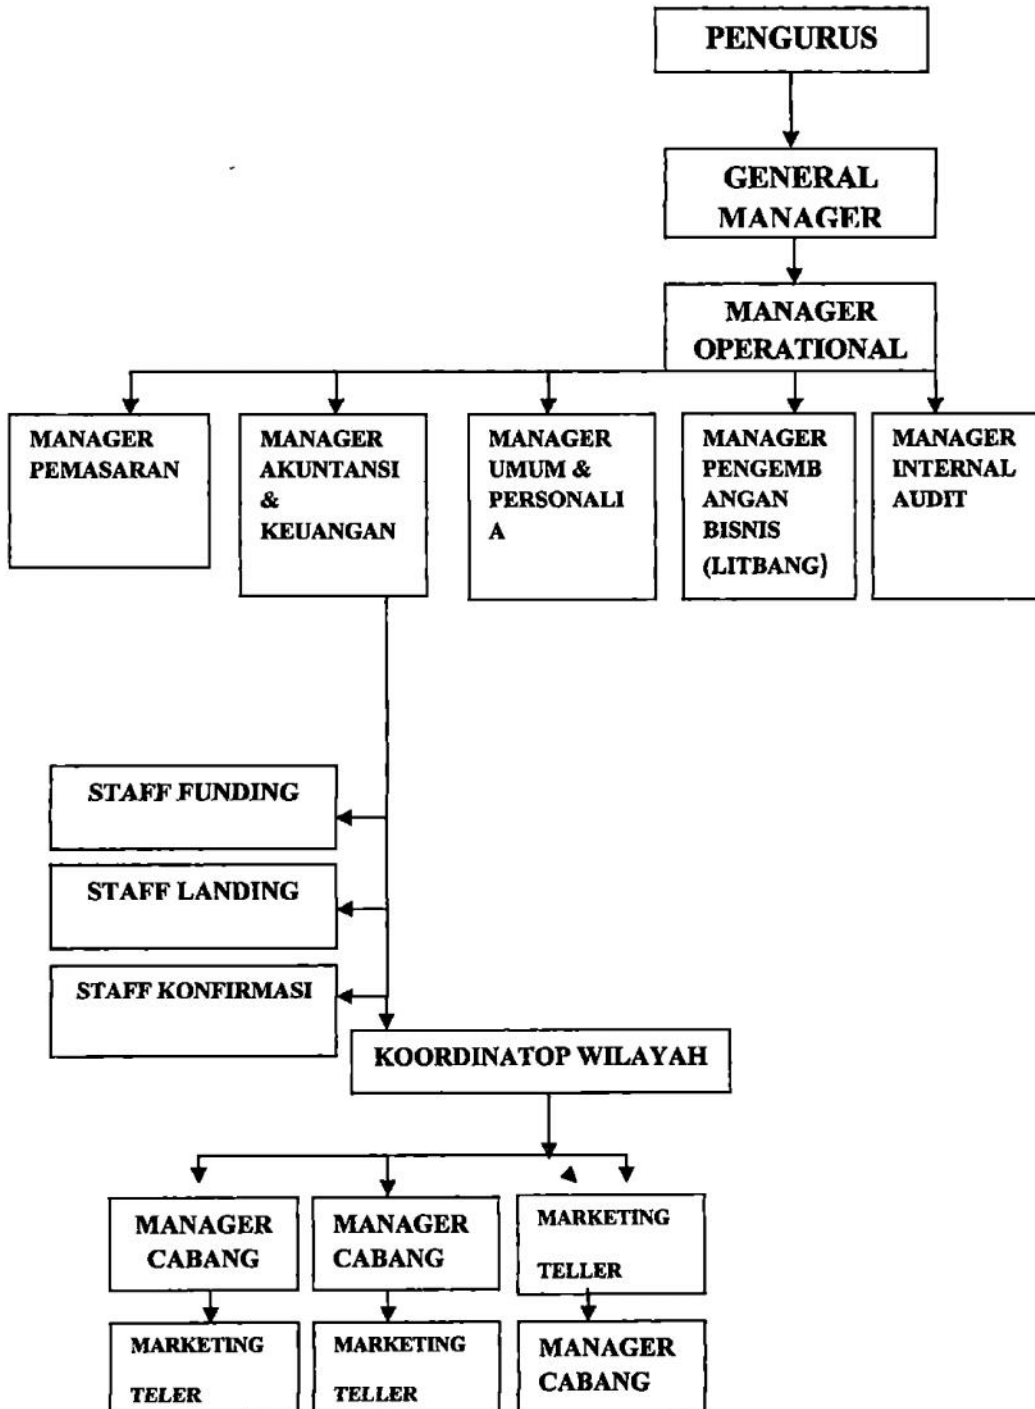 PENGURUS
GENERAL
MANAGER
MANAGER
OPERATIONAL
MANAGER
PEMASARAN
MANAGER
AKUNTANSI
&
KEUANGAN
MANAGER
UMUM &
PERSONALI
A
MANAGER
PENGEMB
ANGAN
BISNIS
(LITBANG)
MANAGER
INTERNAL
AUDIT
STAFF FUNDING
STAFF LANDING
STAFF KONFIRMASI
KOORDINATOP WILAYAH
MANAGER
CABANG
MANAGER
CABANG
MARKETING
TELLER
MARKETING
TELER
MARKETING
TELLER
MANAGER
CABANG